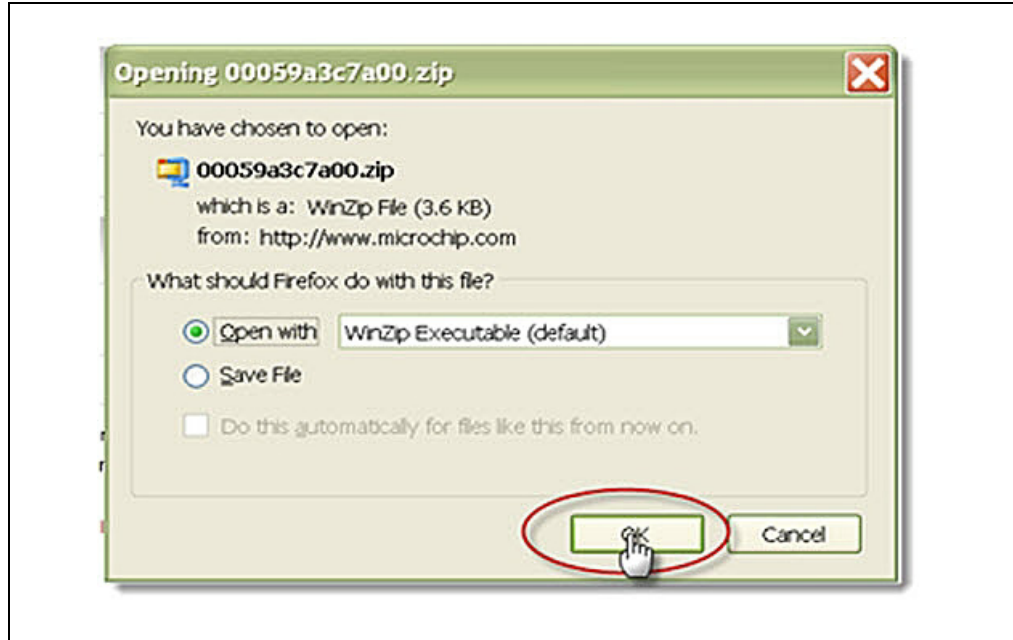 Opening 00059a3c7a00.zip
You have chosen to open:
00059a3c7a00.zip
which is a: WinZip File (3.6 KB)
from: http://www.microchip.com
What should Firefox do with this file?
Open with WinZip Executable (default)
Save File
Do this automatically for files like this from now on.
OK Cancel